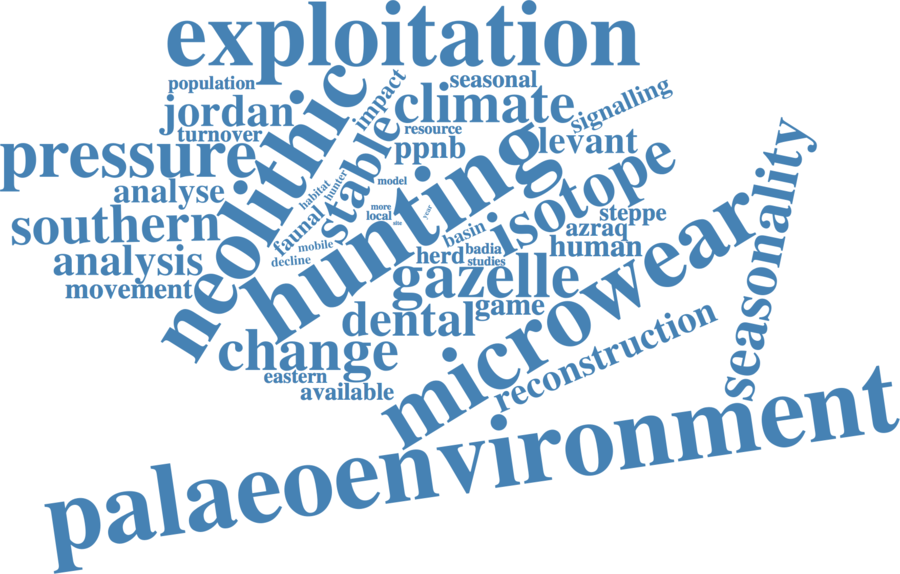 exploitation
population
seasonal
impact
jordan
climate
signalling
neolithic
turnover
stable
resource
levant
pressure
ppnb
hunting
isotope
analyse
habitat
hunter
model
seasonality
southern
faunal
more
local
year
site
steppe
basin
azraq
mobile
badia
human
analysis
decline
herd
studies
movement
gazelle
microwear
game
dental
reconstruction
change
eastern
available
palaeoenvironment